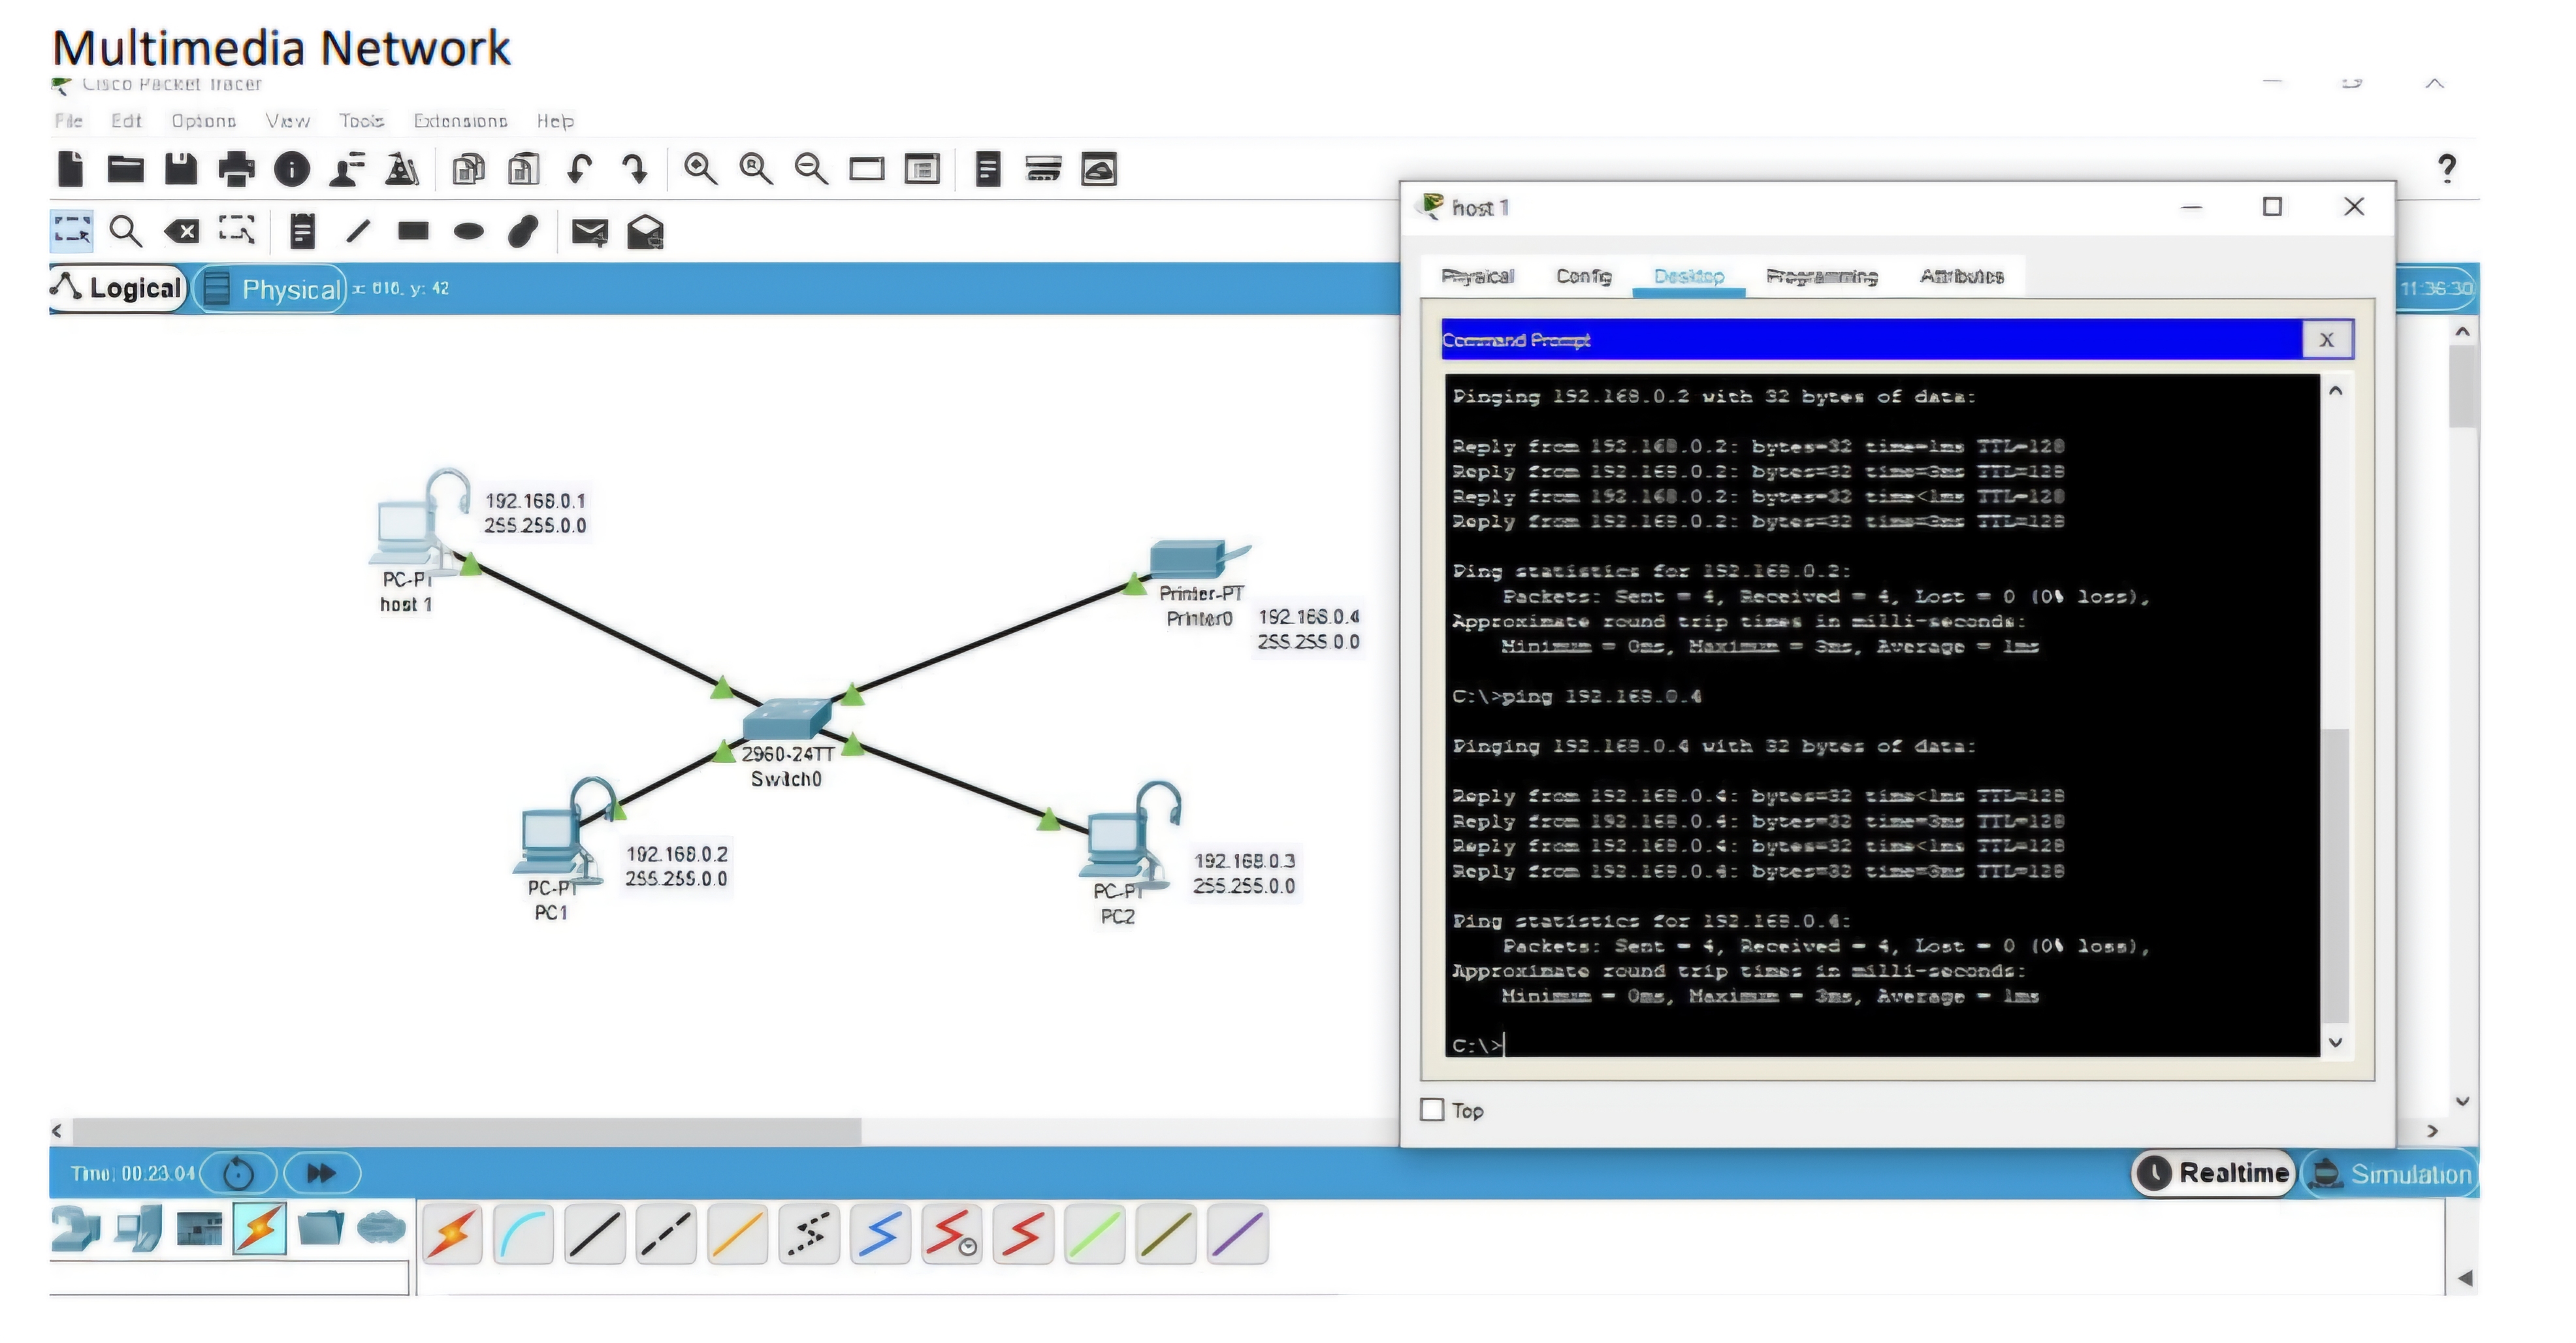 Multimedia Network
Cisco Packet Tracer
File Edit Options View Tools Extensions Help
?
host 1
Physical Config Desktop Programming Attributes
Logical Physical x: 810, y: 42
11:36:30
Command Prompt X
Pinging 192.168.0.2 with 32 bytes of data:
Reply from 192.168.0.2: bytes=32 time=1ms TTL=128
Reply from 192.168.0.2: bytes=32 time=3ms TTL=128
Reply from 192.168.0.2: bytes=32 time<1ms TTL=128
Reply from 192.168.0.2: bytes=32 time=3ms TTL=128
Ping statistics for 192.168.0.2:
Packets: Sent = 4, Received = 4, Lost = 0 (0% loss),
Approximate round trip times in milli-seconds:
Minimum = 0ms, Maximum = 3ms, Average = 1ms
C:\>ping 192.168.0.4
Pinging 192.168.0.4 with 32 bytes of data:
Reply from 192.168.0.4: bytes=32 time<1ms TTL=128
Reply from 192.168.0.4: bytes=32 time=3ms TTL=128
Reply from 192.168.0.4: bytes=32 time<1ms TTL=128
Reply from 192.168.0.4: bytes=32 time=3ms TTL=128
Ping statistics for 192.168.0.4:
Packets: Sent = 4, Received = 4, Lost = 0 (0% loss),
Approximate round trip times in milli-seconds:
Minimum = 0ms, Maximum = 3ms, Average = 1ms
C:\>
Top
192.168.0.1
255.255.0.0
PC-PT
host 1
Printer-PT
Printer0
192.168.0.4
255.255.0.0
2960-24TT
Switch0
192.168.0.2
255.255.0.0
PC-PT
PC1
192.168.0.3
255.255.0.0
PC-PT
PC2
Time: 00:23:04
Realtime Simulation